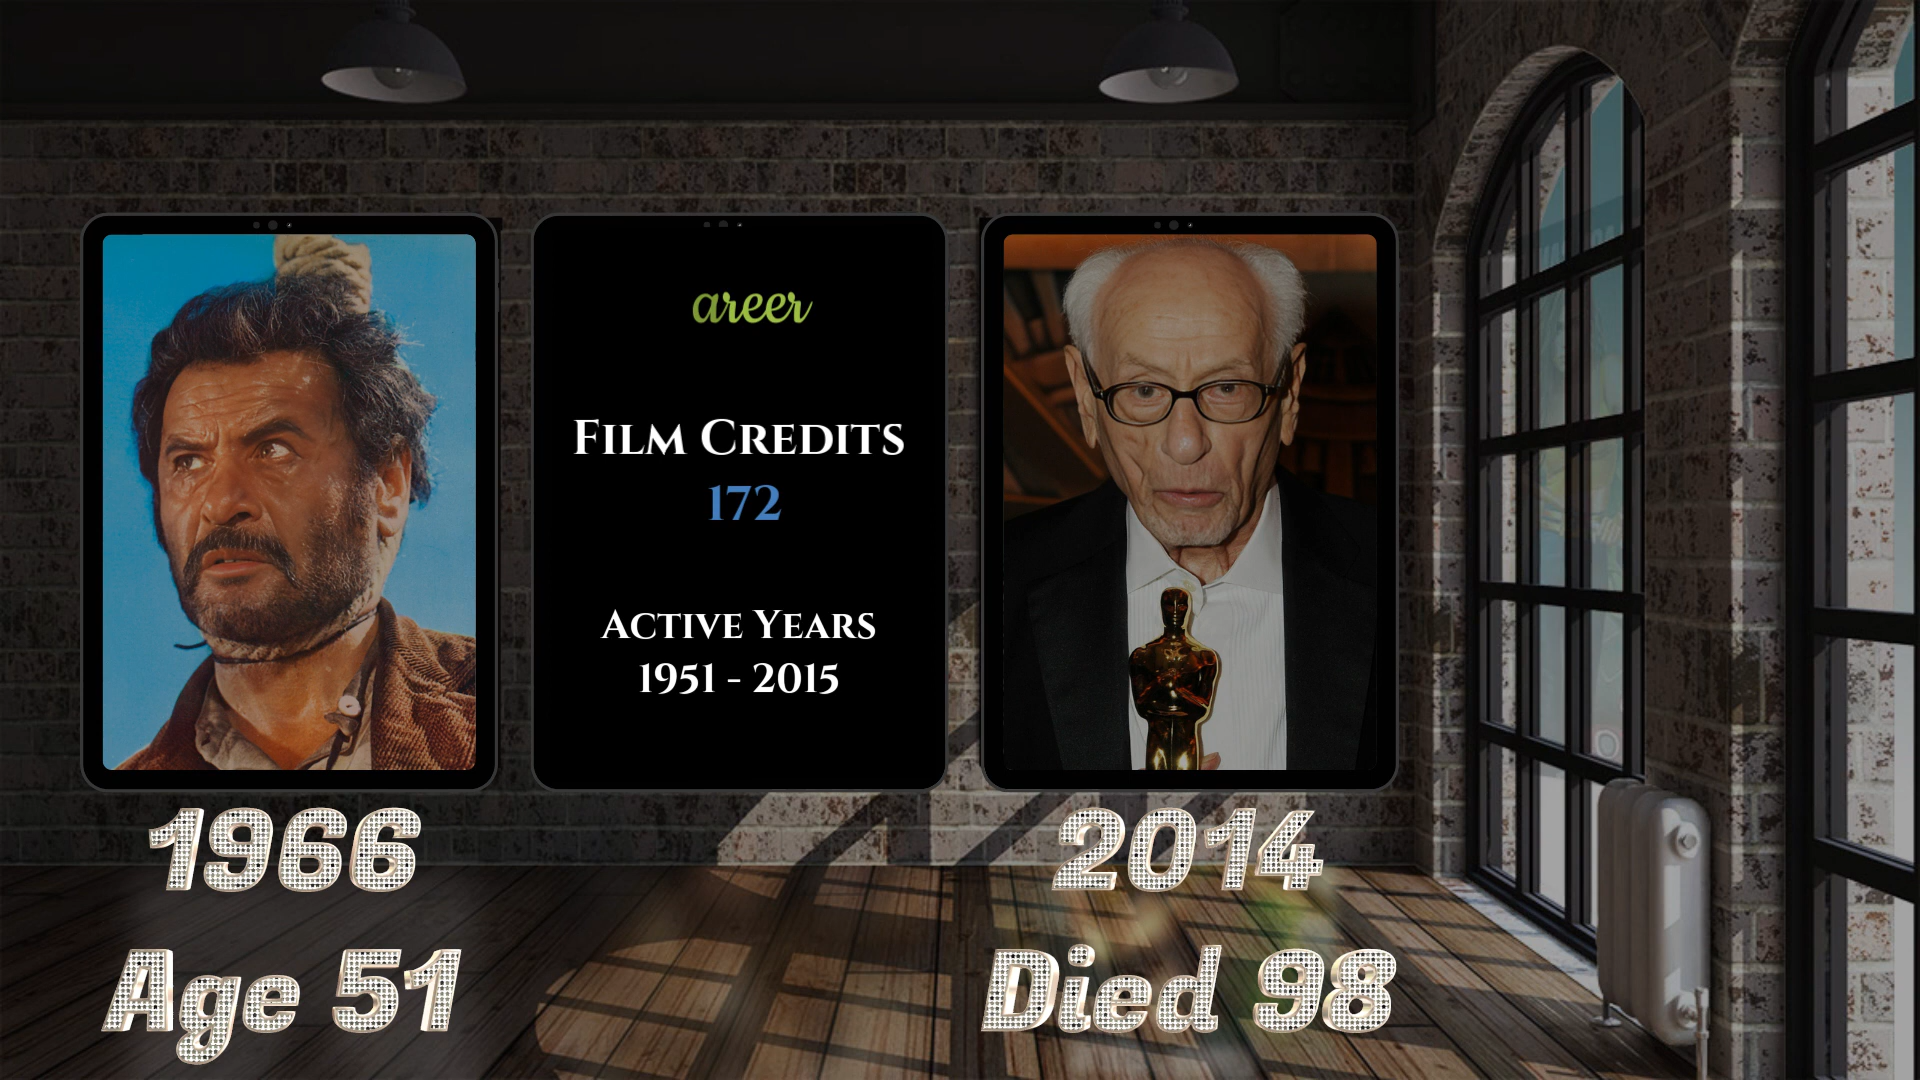 areer
Film Credits
172
Active Years
1951 - 2015
1966
Age 51
2014
Died 98